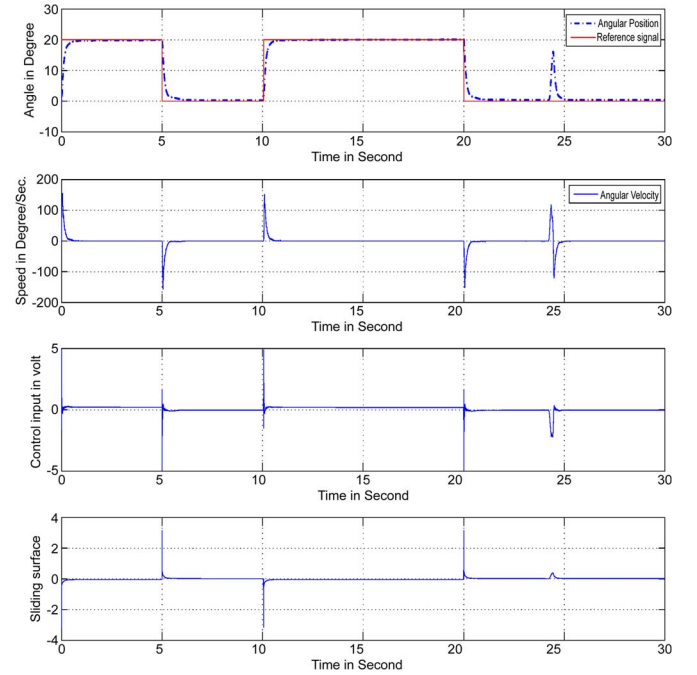 30
20
10
0
-10
Angle in Degree
Angular Position
Reference signal
0 5 10 15 20 25 30
Time in Second
200
100
0
-100
-200
Speed in Degree/Sec.
Angular Velocity
0 5 10 15 20 25 30
Time in Second
5
0
-5
Control input in volt
0 5 10 15 20 25 30
Time in Second
4
2
0
-2
-4
Sliding surface
0 5 10 15 20 25 30
Time in Second